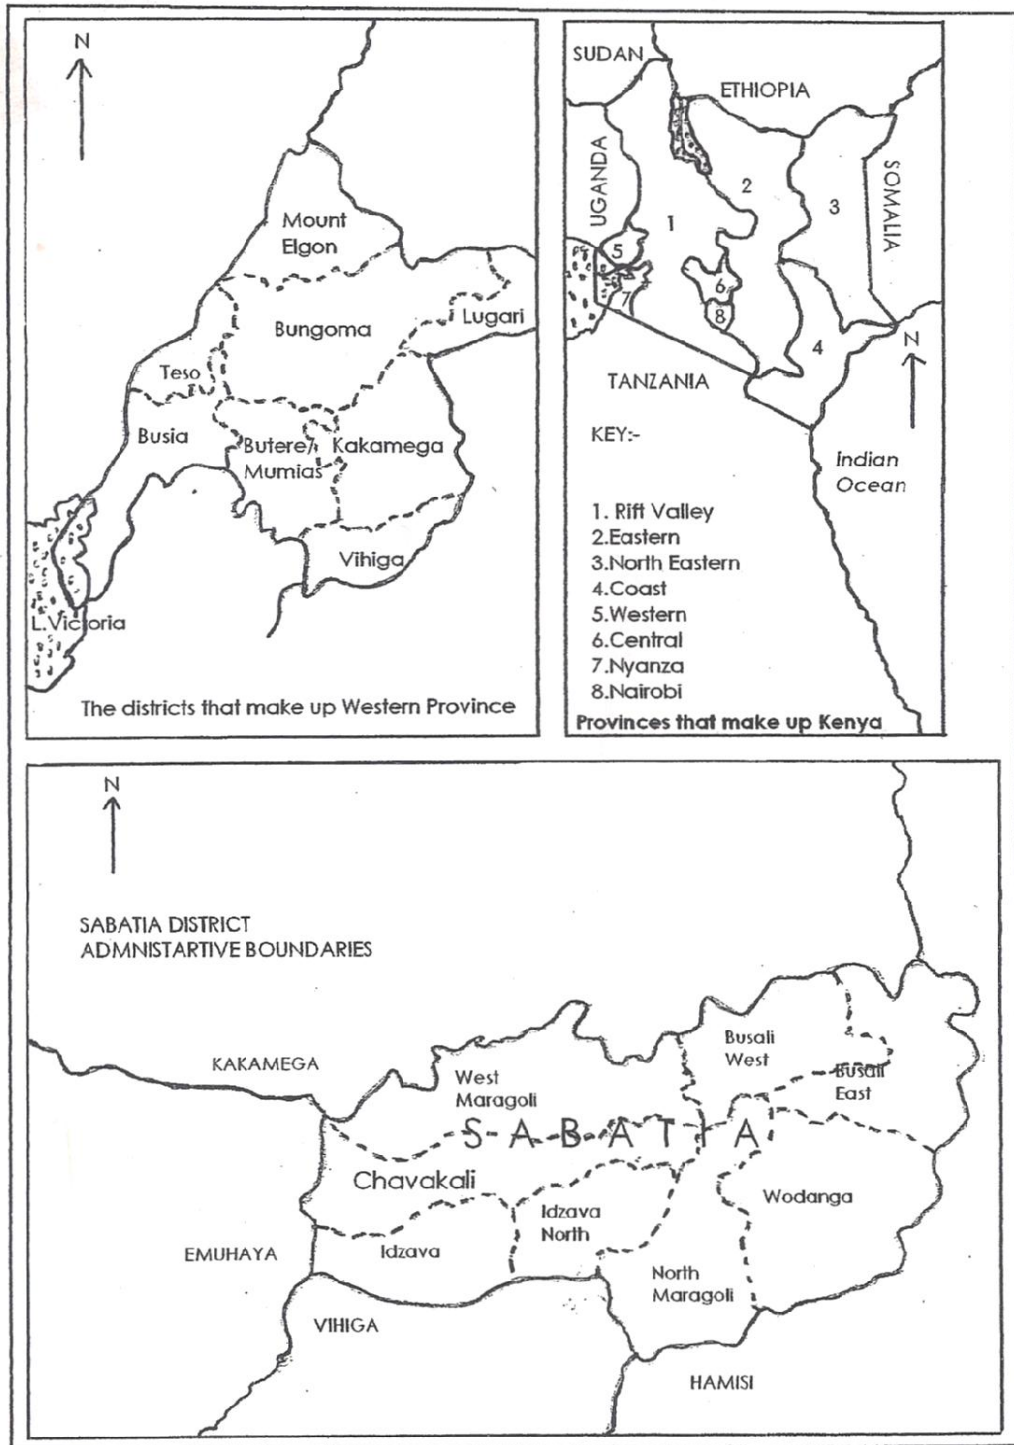 N
Mount
Elgon
Bungoma
Lugari
Teso
Busia
Butere/
Mumias
Kakamega
Vihiga
L.Victoria
The districts that make up Western Province
SUDAN
ETHIOPIA
UGANDA
SOMALIA
1
2
3
5
6
7
8
4
N
TANZANIA
Indian
Ocean
KEY:-
1. Rift Valley
2.Eastern
3.North Eastern
4.Coast
5.Western
6.Central
7.Nyanza
8.Nairobi
Provinces that make up Kenya
N
SABATIA DISTRICT
ADMNISTARTIVE BOUNDARIES
KAKAMEGA
West
Maragoli
Busali
West
Busali
East
SABATIA
Chavakali
Wodanga
Idzava
North
Idzava
EMUHAYA
North
Maragoli
VIHIGA
HAMISI